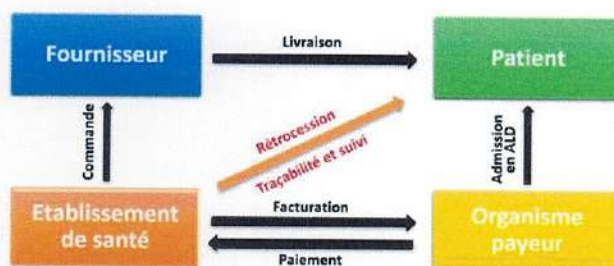 Fournisseur
Livraison
Patient
Commande
Rétrocession
Traçabilité et suivi
Admission
en ALD
Etablissement
de santé
Facturation
Paiement
Organisme
payeur